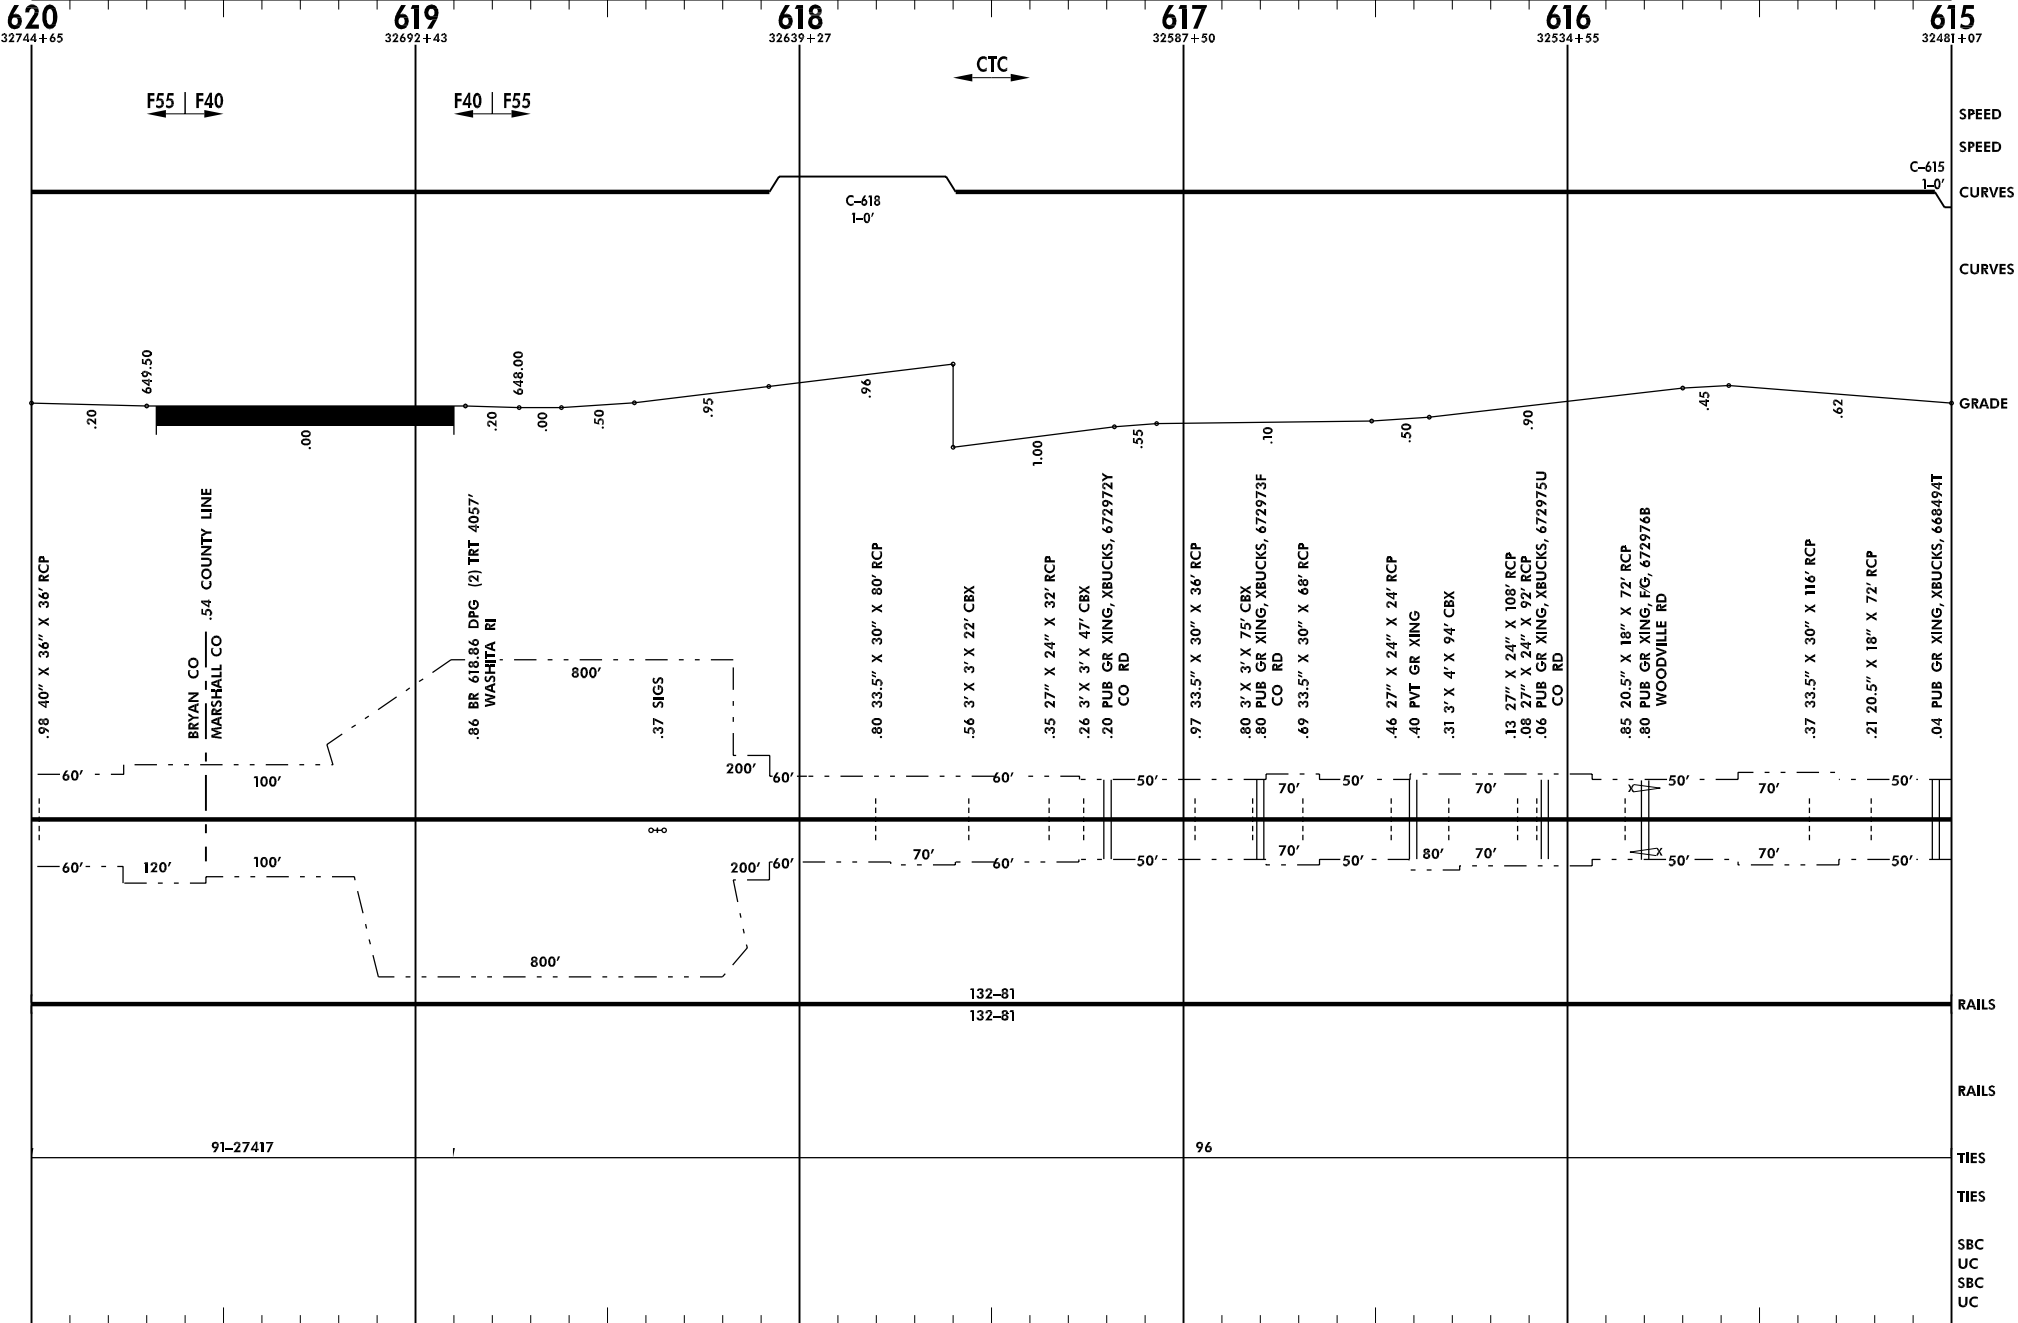 620 619 618 617 616 615
32744+65 32692+43 32639+27 32587+50 32534+55 32481+07
CTC
F55 F40 F40 F55
SPEED
SPEED
C-615
1-0'
CURVES
C-618
1-0'
CURVES
649.50
648.00
GRADE
.20
.00
.20
.00
.50
.95
.96
1.00
.55
.10
.50
.90
.45
.62
.98 40" X 36" X 36' RCP
BRYAN CO
MARSHALL CO
.54 COUNTY LINE
.86 BR 618.86 DPG (2) TRT 4057'
WASHITA RI
.37 SIGS
.80 33.5" X 30" X 80' RCP
.56 3' X 3' X 22' CBX
.35 27" X 24" X 32' RCP
.26 3' X 3' X 47' CBX
.20 PUB GR XING, XBUCKS, 672972Y
CO RD
.97 33.5" X 30" X 36' RCP
.80 3' X 3' X 75' CBX
.80 PUB GR XING, XBUCKS, 672973F
CO RD
.69 33.5" X 30" X 68' RCP
.46 27" X 24" X 24' RCP
.40 PVT GR XING
.31 3' X 4' X 94' CBX
.13 27" X 24" X 108' RCP
.08 27" X 24" X 92' RCP
.06 PUB GR XING, XBUCKS, 672975U
CO RD
.85 20.5" X 18" X 72' RCP
.80 PUB GR XING, F/G, 672976B
WOODVILLE RD
.37 33.5" X 30" X 116' RCP
.21 20.5" X 18" X 72' RCP
.04 PUB GR XING, XBUCKS, 668494T
800'
200'
60' 100' 60' 60' 50' 70' 50' 70' 50' 70' 50'
X
X
60' 120' 100' 200' 60' 70' 60' 50' 70' 50' 80' 70' 50' 70' 50'
800'
132-81
132-81
RAILS
RAILS
91-27417 96
TIES
TIES
SBC
UC
SBC
UC